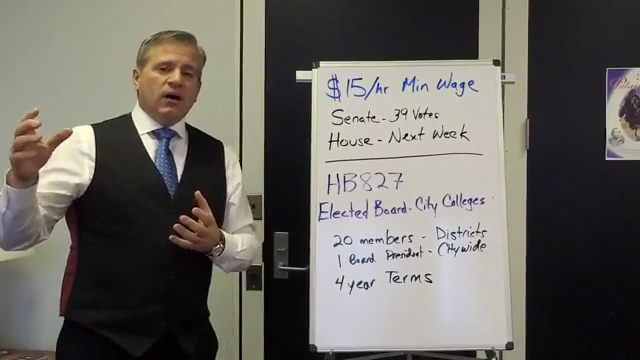 $15/hr Min Wage
Senate - 39 Votes
House - Next Week
HB827
Elected Board - City Colleges
20 members - Districts
1 Board President - Citywide
4 year Terms